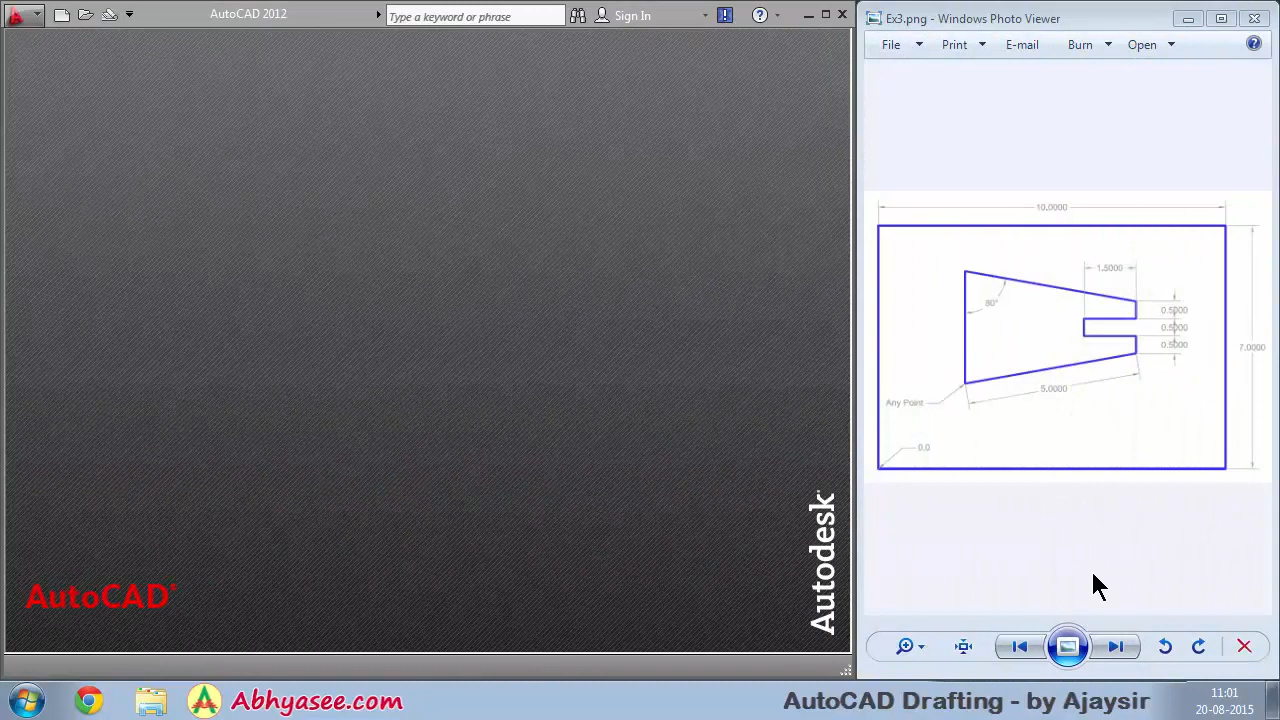 AutoCAD 2012
Type a keyword or phrase
Sign In
Ex3.png - Windows Photo Viewer
File
Print
E-mail
Burn
Open
10.0000
1.5000
80°
0.5000
0.5000
0.5000
7.0000
5.0000
Any Point
0,0
AutoCAD
Autodesk
Abhyasee.com
AutoCAD Drafting - by Ajaysir
11:01
20-08-2015